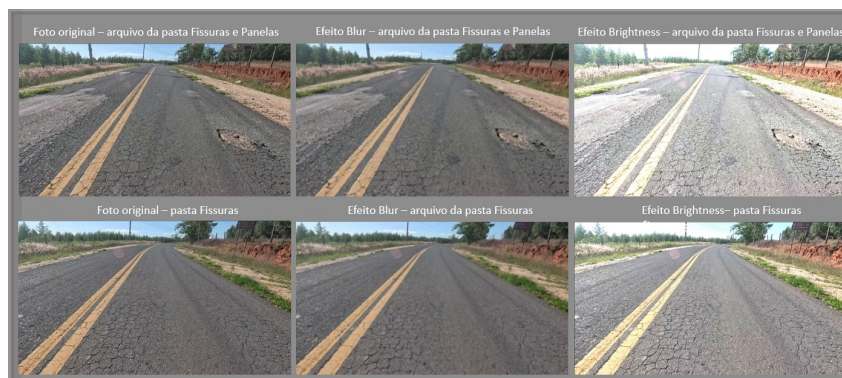 Foto original – arquivo da pasta Fissuras e Panelas
Efeito Blur – arquivo da pasta Fissuras e Panelas
Efeito Brightness – arquivo da pasta Fissuras e Panelas
Foto original – pasta Fissuras
Efeito Blur – arquivo da pasta Fissuras
Efeito Brightness– pasta Fissuras